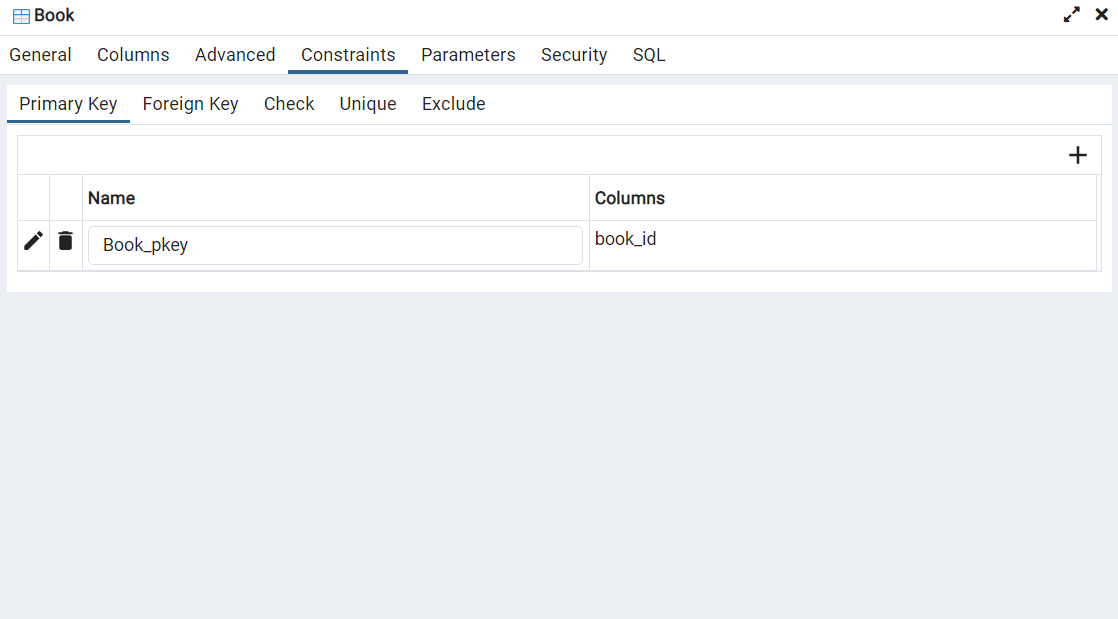 Book
General Columns Advanced Constraints Parameters Security SQL
Primary Key Foreign Key Check Unique Exclude
Name Columns
Book_pkey book_id